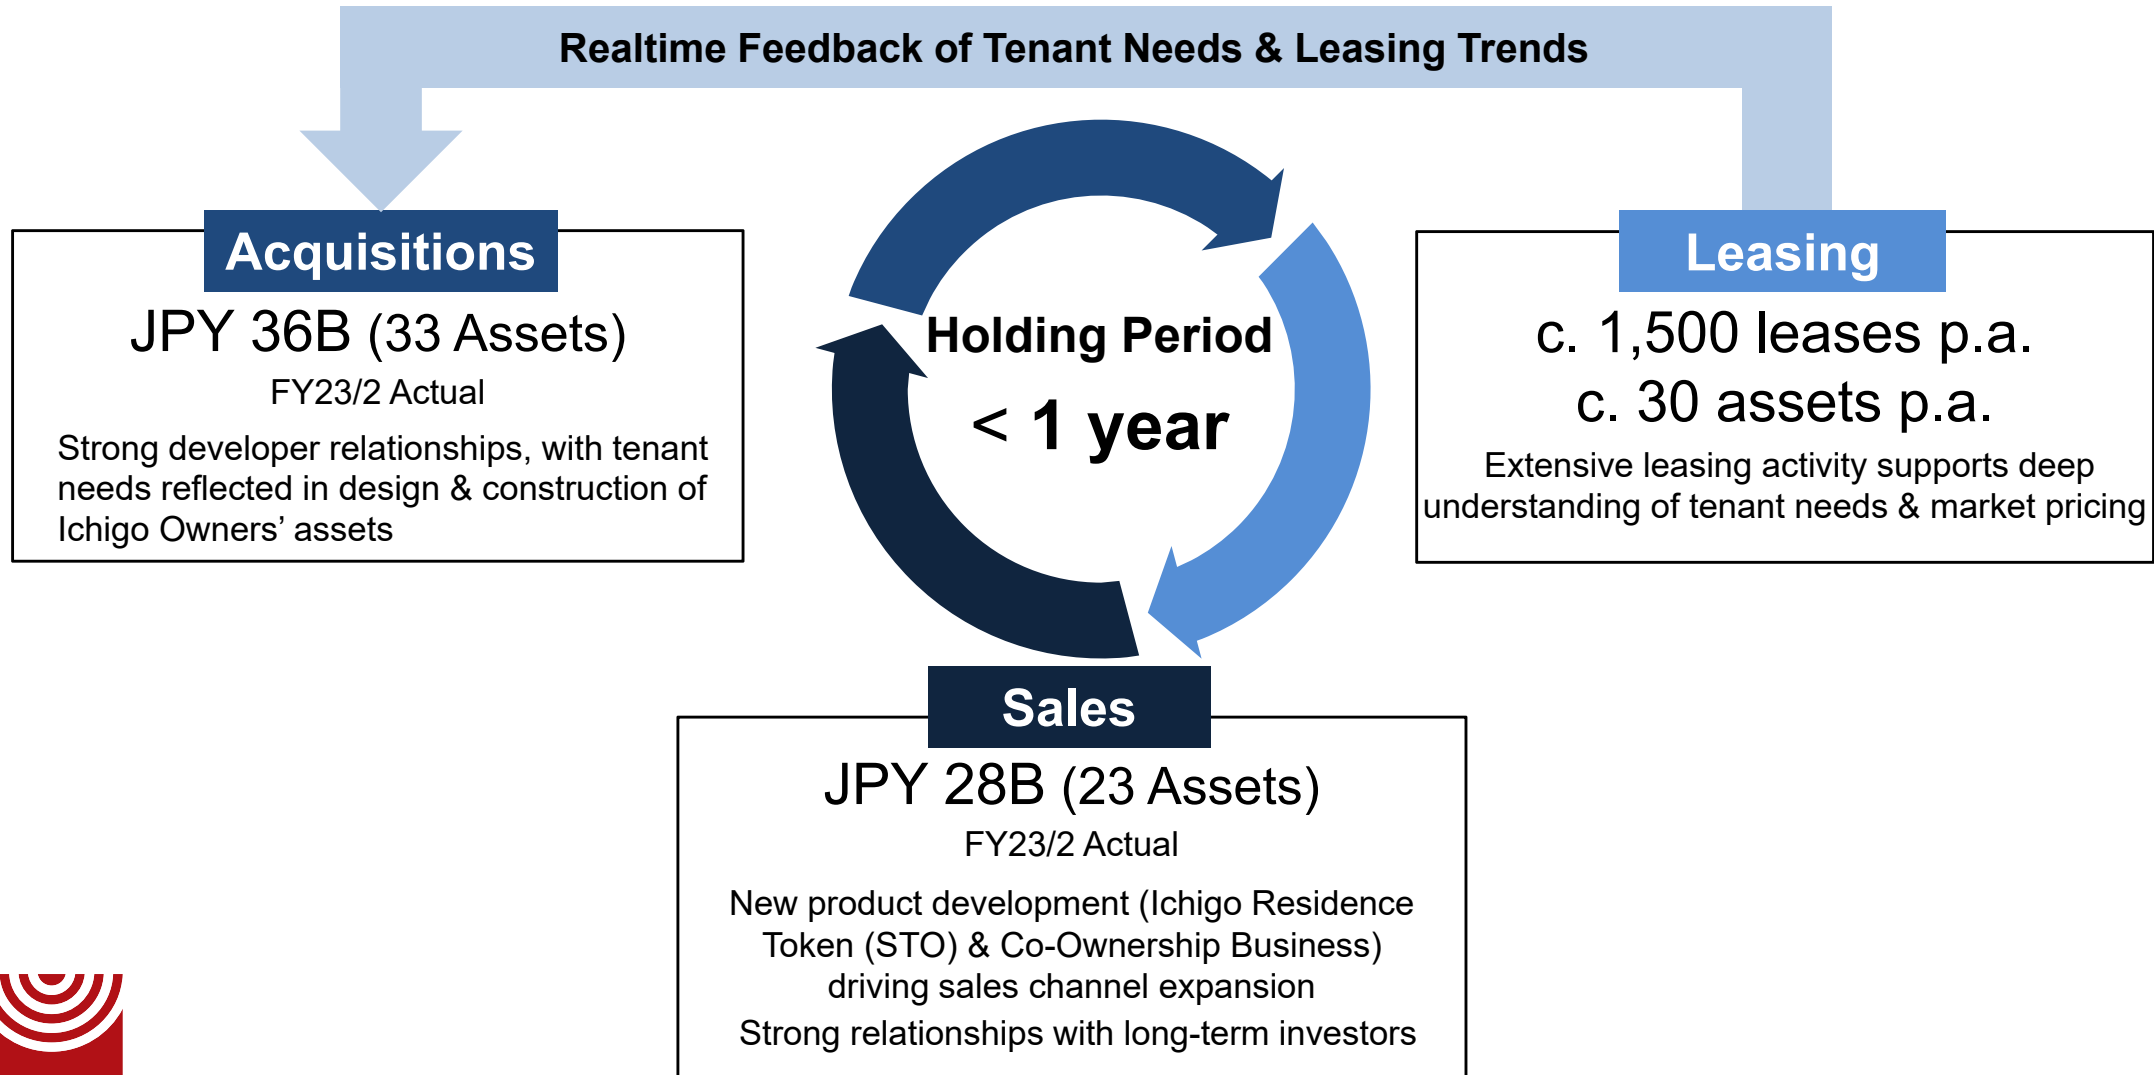 Realtime Feedback of Tenant Needs & Leasing Trends
Acquisitions
JPY 36B (33 Assets)
FY23/2 Actual
Strong developer relationships, with tenant
needs reflected in design & construction of
Ichigo Owners’ assets
Holding Period
< 1 year
Leasing
c. 1,500 leases p.a.
c. 30 assets p.a.
Extensive leasing activity supports deep
understanding of tenant needs & market pricing
Sales
JPY 28B (23 Assets)
FY23/2 Actual
New product development (Ichigo Residence
Token (STO) & Co-Ownership Business)
driving sales channel expansion
Strong relationships with long-term investors